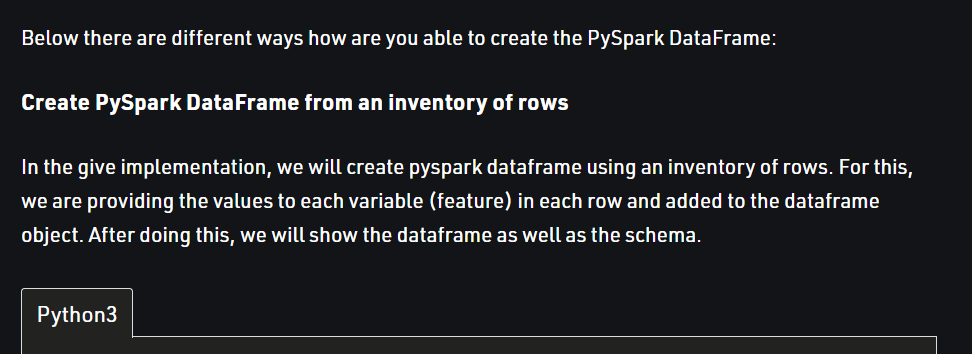 Below there are different ways how are you able to create the PySpark DataFrame:
Create PySpark DataFrame from an inventory of rows
In the give implementation, we will create pyspark dataframe using an inventory of rows. For this,
we are providing the values to each variable (feature) in each row and added to the dataframe
object. After doing this, we will show the dataframe as well as the schema.
Python3